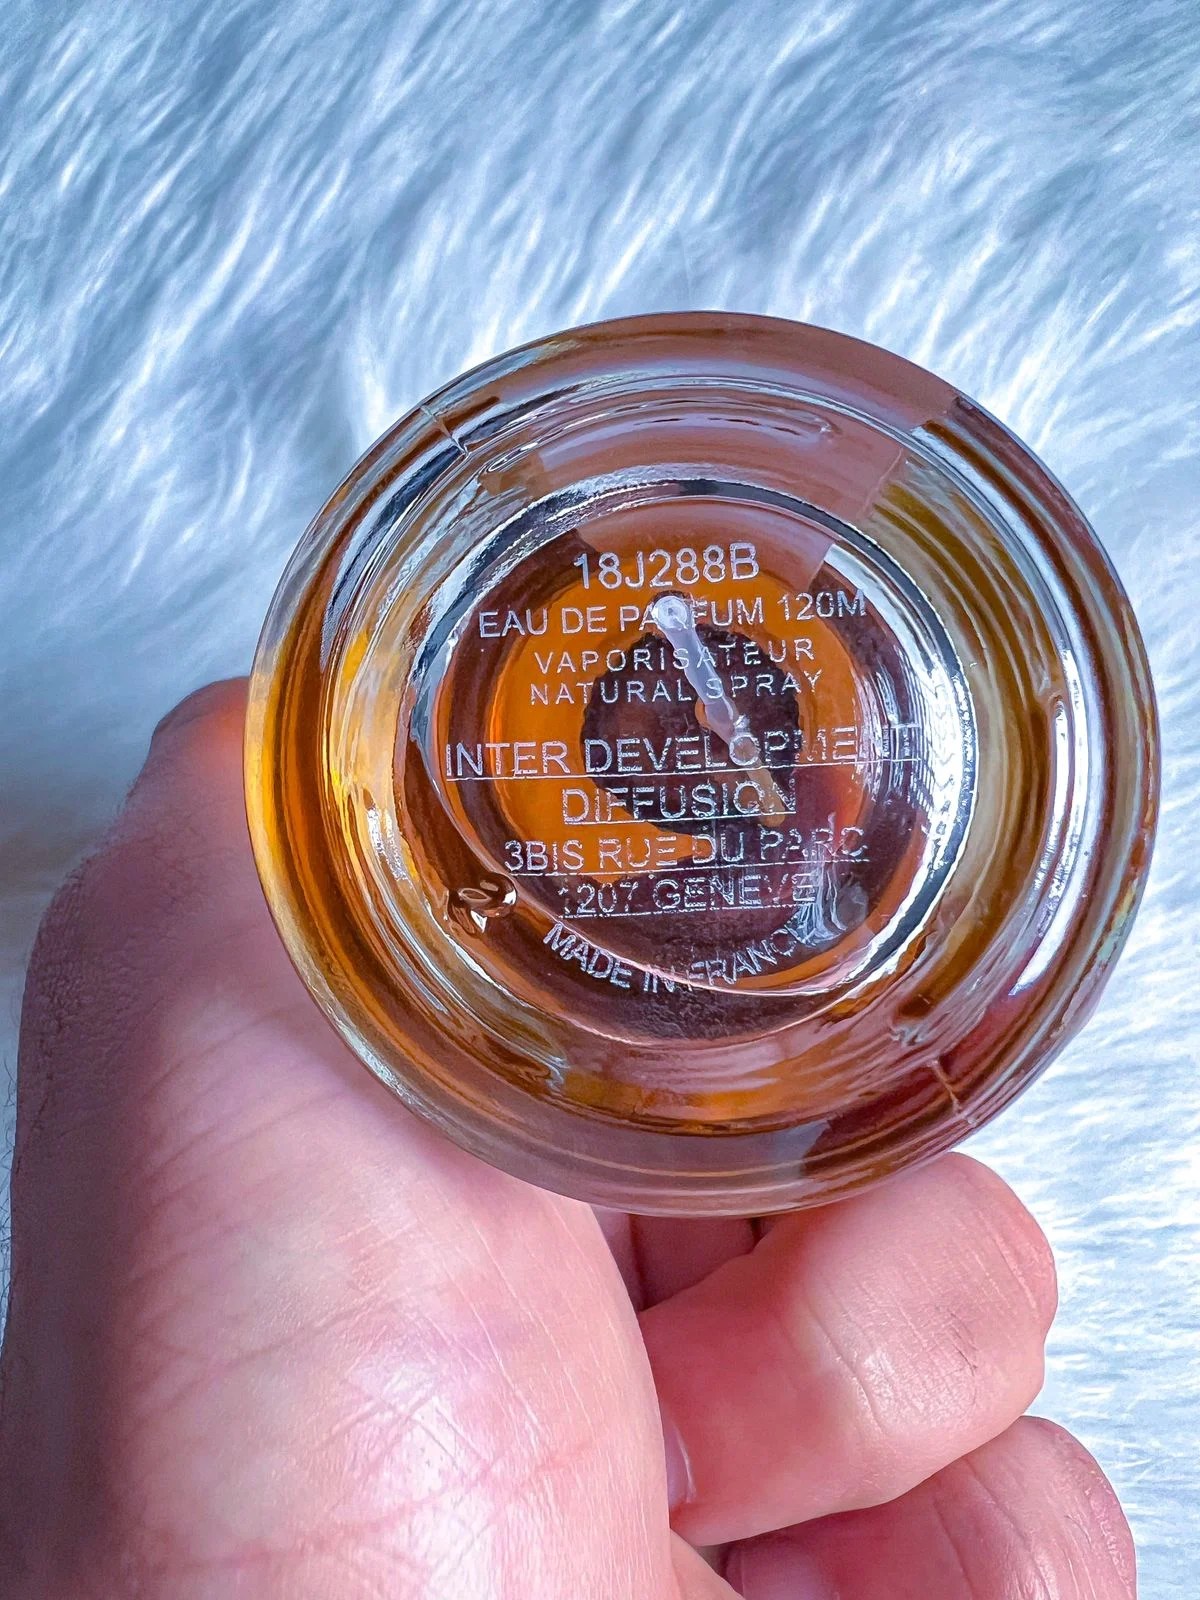 18J288B
EAU DE PARFUM 120M
VAPORISATEUR
NATURAL SPRAY
INTER DEVELOPMENT
DIFFUSION
3BIS RUE DU PARC
1207 GENEVE
MADE IN FRANCE